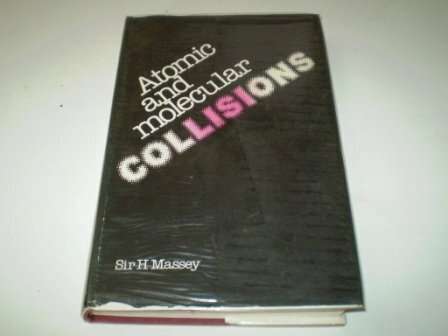 Atomic
and
molecular
COLLISIONS
Sir H Massey